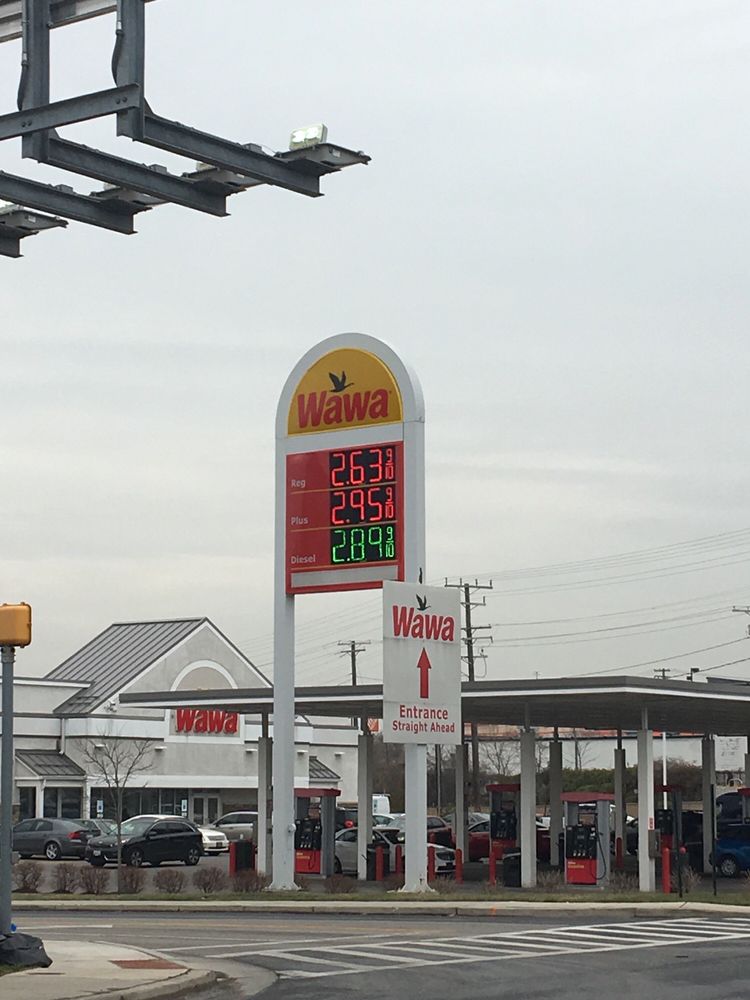 Wawa
Reg 2.63 9/10
Plus 2.95 9/10
Diesel 2.89 9/10
Wawa
Entrance
Straight Ahead
Wawa